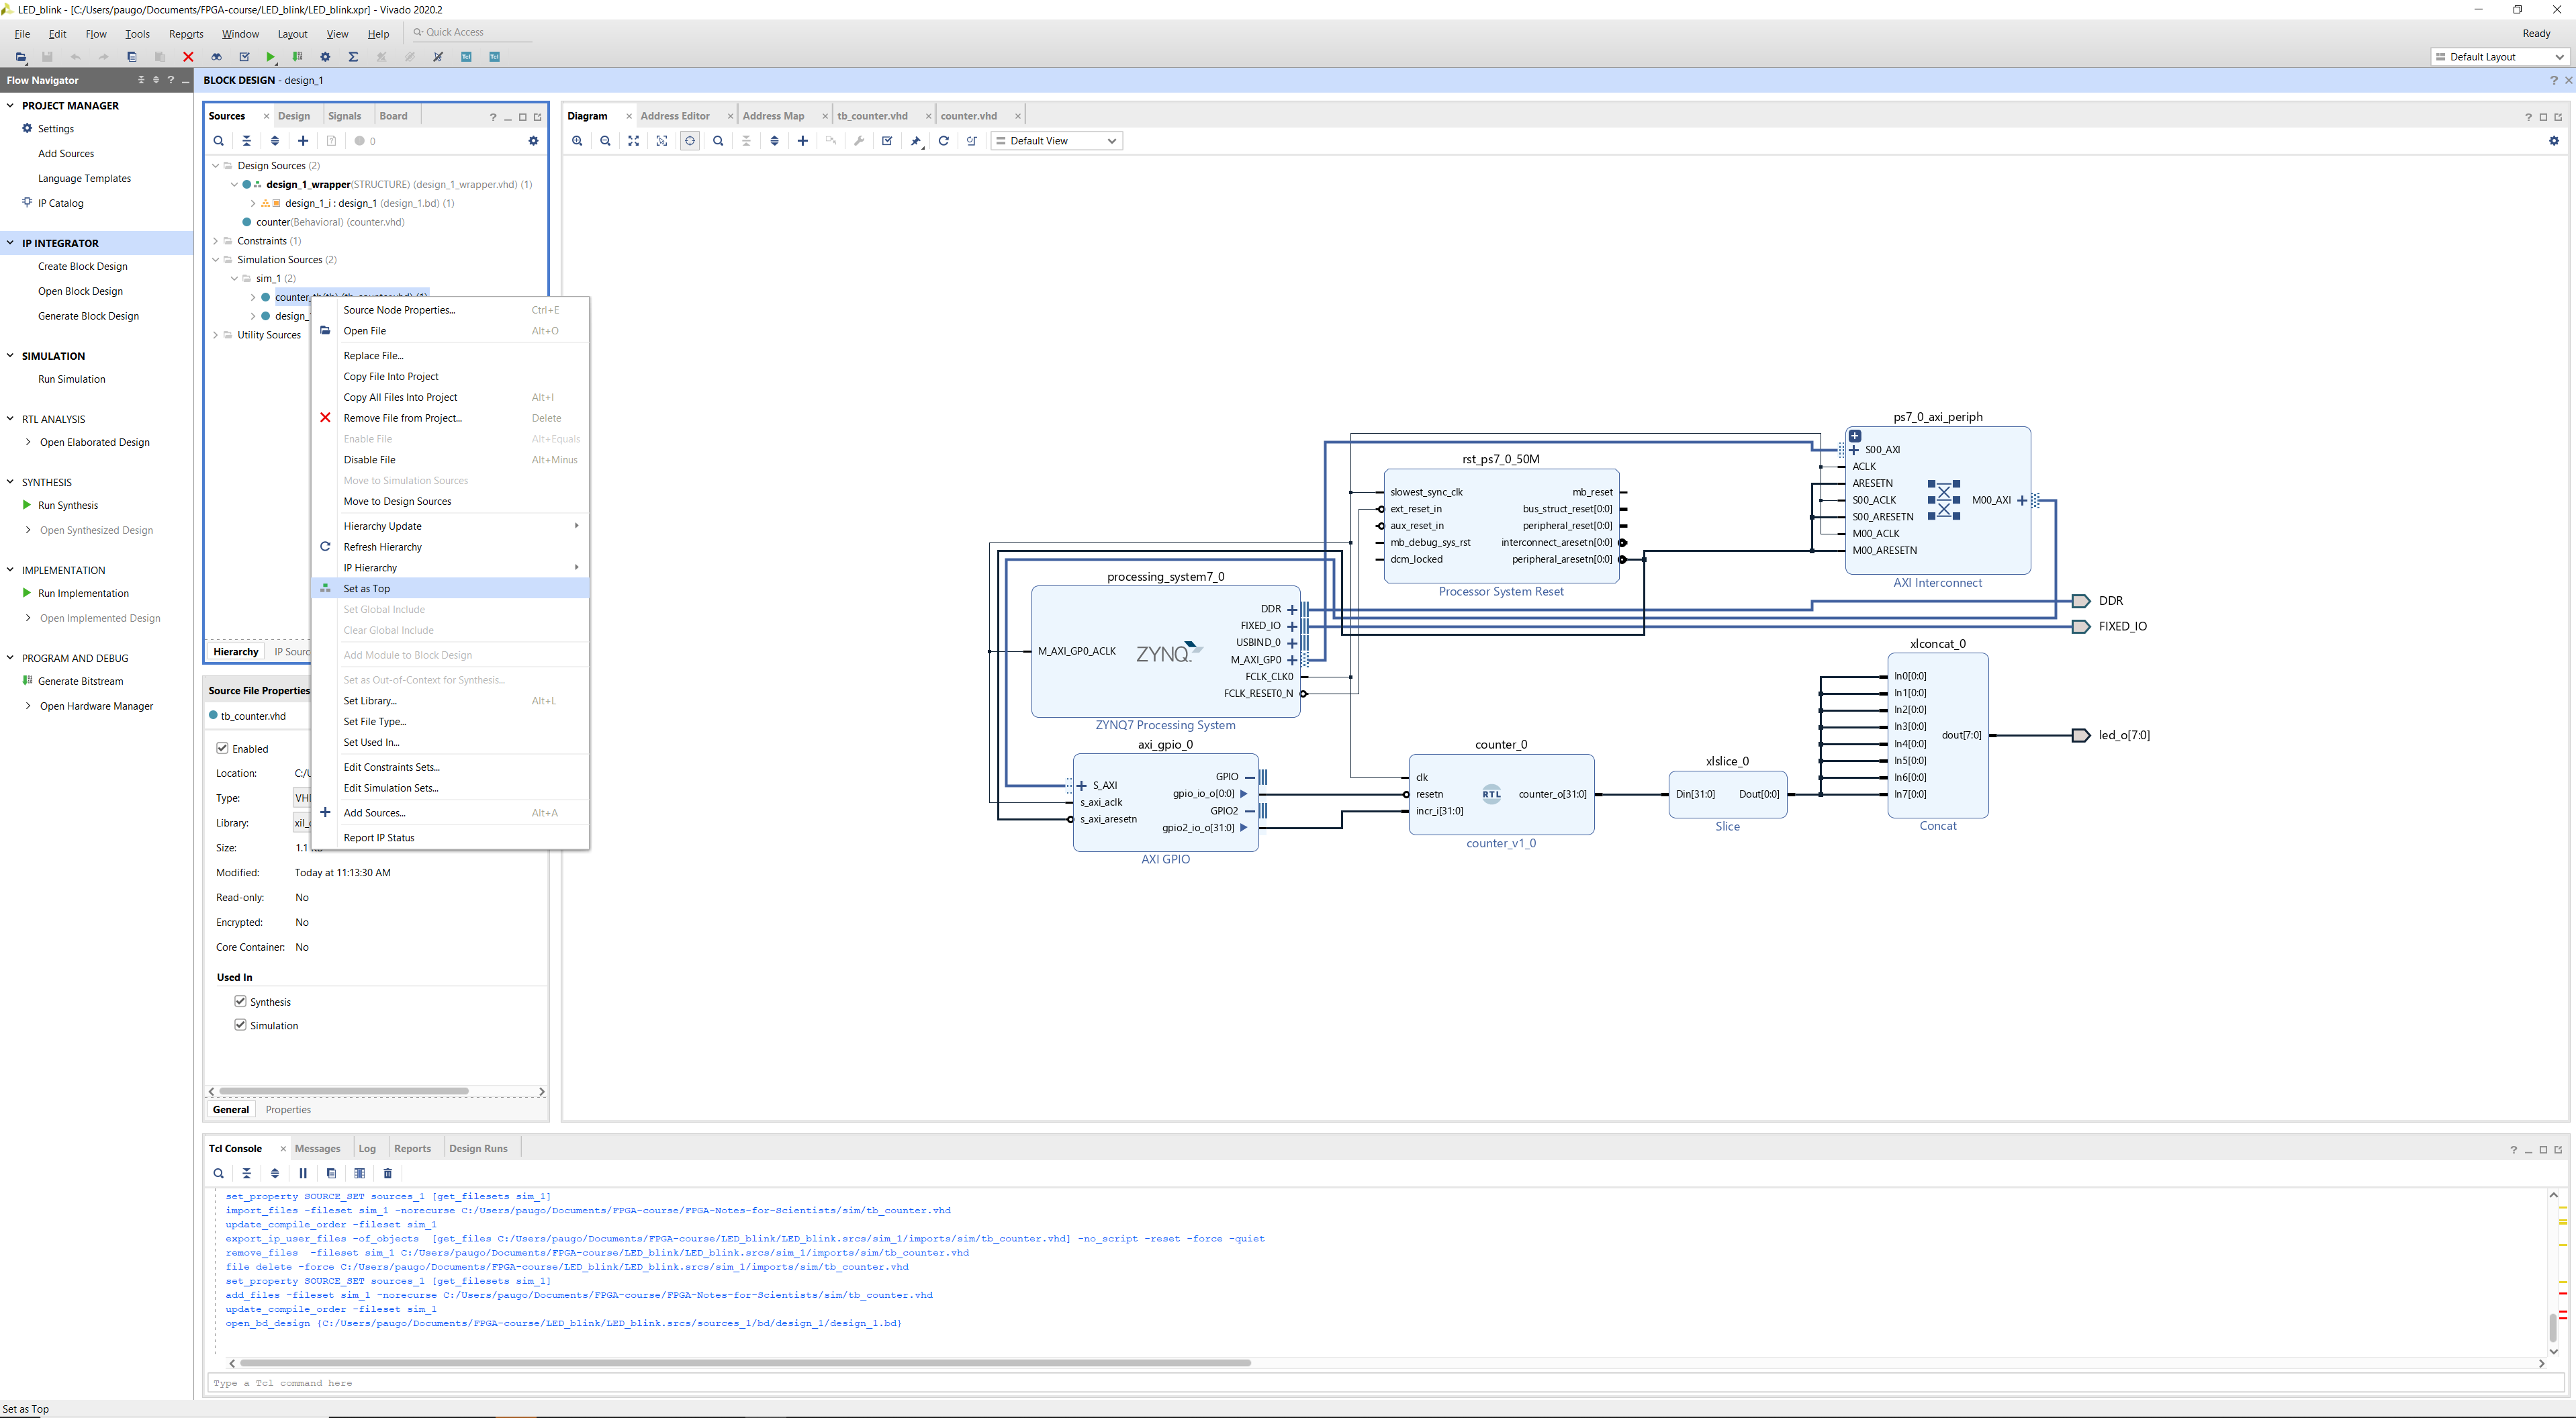 LED_blink - [C:/Users/paugo/Documents/FPGA-course/LED_blink/LED_blink.xpr] - Vivado 2020.2
File Edit Flow Tools Reports Window Layout View Help Quick Access
Ready
Default Layout
Flow Navigator
PROJECT MANAGER
Settings
Add Sources
Language Templates
IP Catalog
IP INTEGRATOR
Create Block Design
Open Block Design
Generate Block Design
SIMULATION
Run Simulation
RTL ANALYSIS
Open Elaborated Design
SYNTHESIS
Run Synthesis
Open Synthesized Design
IMPLEMENTATION
Run Implementation
Open Implemented Design
PROGRAM AND DEBUG
Generate Bitstream
Open Hardware Manager
BLOCK DESIGN - design_1
Sources Design Signals Board
0
Design Sources (2)
design_1_wrapper(STRUCTURE) (design_1_wrapper.vhd) (1)
design_1_i : design_1 (design_1.bd) (1)
counter(Behavioral) (counter.vhd)
Constraints (1)
Simulation Sources (2)
sim_1 (2)
counter_tb(tb) (tb_counter.vhd) (1)
design_
Utility Sources
Hierarchy IP Sourc
Source Node Properties... Ctrl+E
Open File Alt+O
Replace File...
Copy File Into Project
Copy All Files Into Project Alt+I
Remove File from Project... Delete
Enable File Alt+Equals
Disable File Alt+Minus
Move to Simulation Sources
Move to Design Sources
Hierarchy Update
Refresh Hierarchy
IP Hierarchy
Set as Top
Set Global Include
Clear Global Include
Add Module to Block Design
Set as Out-of-Context for Synthesis...
Set Library... Alt+L
Set File Type...
Set Used In...
Edit Constraints Sets...
Edit Simulation Sets...
Add Sources... Alt+A
Report IP Status
Source File Properties
tb_counter.vhd
Enabled
Location: C:/U
Type: VHI
Library: xil_
Size: 1.1
Modified: Today at 11:13:30 AM
Read-only: No
Encrypted: No
Core Container: No
Used In
Synthesis
Simulation
General Properties
Diagram Address Editor Address Map tb_counter.vhd counter.vhd
Default View
ps7_0_axi_periph
S00_AXI
ACLK
ARESETN
S00_ACLK
S00_ARESETN
M00_ACLK
M00_ARESETN
M00_AXI
AXI Interconnect
rst_ps7_0_50M
slowest_sync_clk
ext_reset_in
aux_reset_in
mb_debug_sys_rst
dcm_locked
mb_reset
bus_struct_reset[0:0]
peripheral_reset[0:0]
interconnect_aresetn[0:0]
peripheral_aresetn[0:0]
Processor System Reset
processing_system7_0
M_AXI_GP0_ACLK
ZYNQ
DDR
FIXED_IO
USBIND_0
M_AXI_GP0
FCLK_CLK0
FCLK_RESET0_N
ZYNQ7 Processing System
DDR
FIXED_IO
axi_gpio_0
S_AXI
s_axi_aclk
s_axi_aresetn
GPIO
gpio_io_o[0:0]
GPIO2
gpio2_io_o[31:0]
AXI GPIO
counter_0
clk
resetn
incr_i[31:0]
RTL
counter_o[31:0]
counter_v1_0
xlslice_0
Din[31:0] Dout[0:0]
Slice
xlconcat_0
In0[0:0]
In1[0:0]
In2[0:0]
In3[0:0]
In4[0:0]
In5[0:0]
In6[0:0]
In7[0:0]
dout[7:0]
Concat
led_o[7:0]
Tcl Console Messages Log Reports Design Runs
set_property SOURCE_SET sources_1 [get_filesets sim_1]
import_files -fileset sim_1 -norecurse C:/Users/paugo/Documents/FPGA-course/FPGA-Notes-for-Scientists/sim/tb_counter.vhd
update_compile_order -fileset sim_1
export_ip_user_files -of_objects [get_files C:/Users/paugo/Documents/FPGA-course/LED_blink/LED_blink.srcs/sim_1/imports/sim/tb_counter.vhd] -no_script -reset -force -quiet
remove_files -fileset sim_1 C:/Users/paugo/Documents/FPGA-course/LED_blink/LED_blink.srcs/sim_1/imports/sim/tb_counter.vhd
file delete -force C:/Users/paugo/Documents/FPGA-course/LED_blink/LED_blink.srcs/sim_1/imports/sim/tb_counter.vhd
set_property SOURCE_SET sources_1 [get_filesets sim_1]
add_files -fileset sim_1 -norecurse C:/Users/paugo/Documents/FPGA-course/FPGA-Notes-for-Scientists/sim/tb_counter.vhd
update_compile_order -fileset sim_1
open_bd_design {C:/Users/paugo/Documents/FPGA-course/LED_blink/LED_blink.srcs/sources_1/bd/design_1/design_1.bd}
Type a Tcl command here
Set as Top